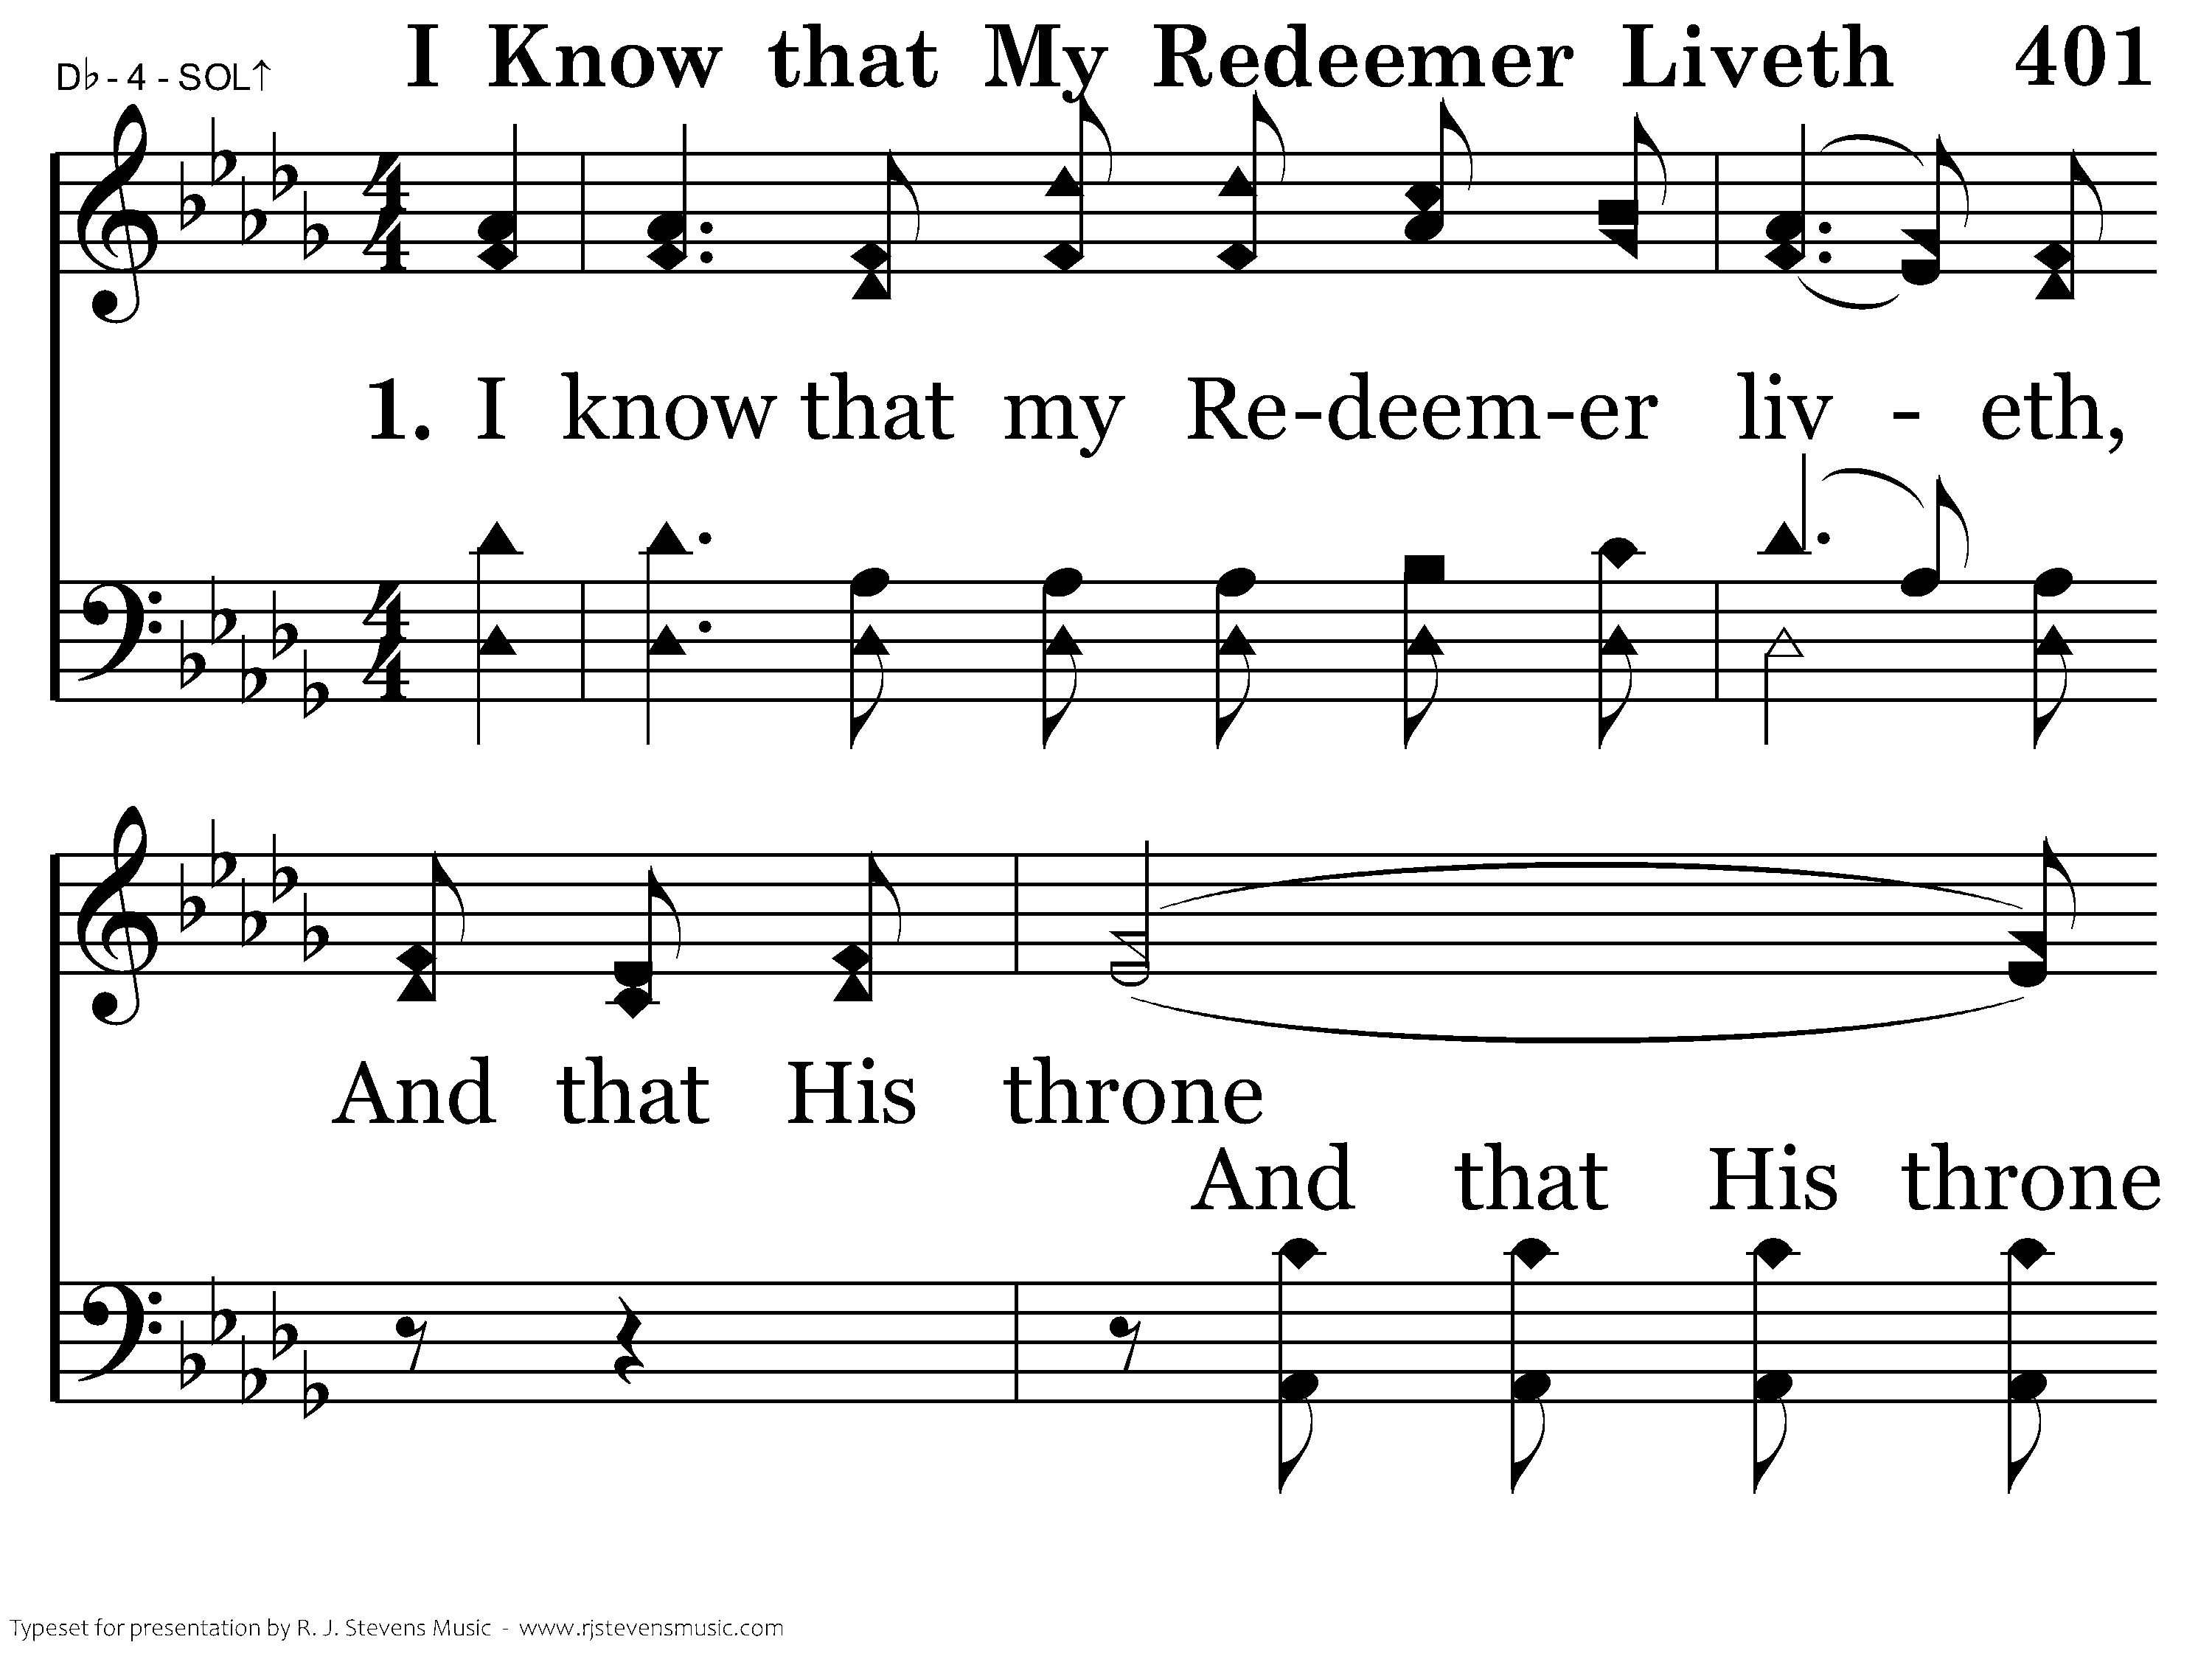 I Know that My Redeemer Liveth 401
D♭ - 4 - SOL↑
1. I know that my Re-deem-er liv - eth,
And that His throne
And that His throne
Typeset for presentation by R. J. Stevens Music - www.rjstevensmusic.com